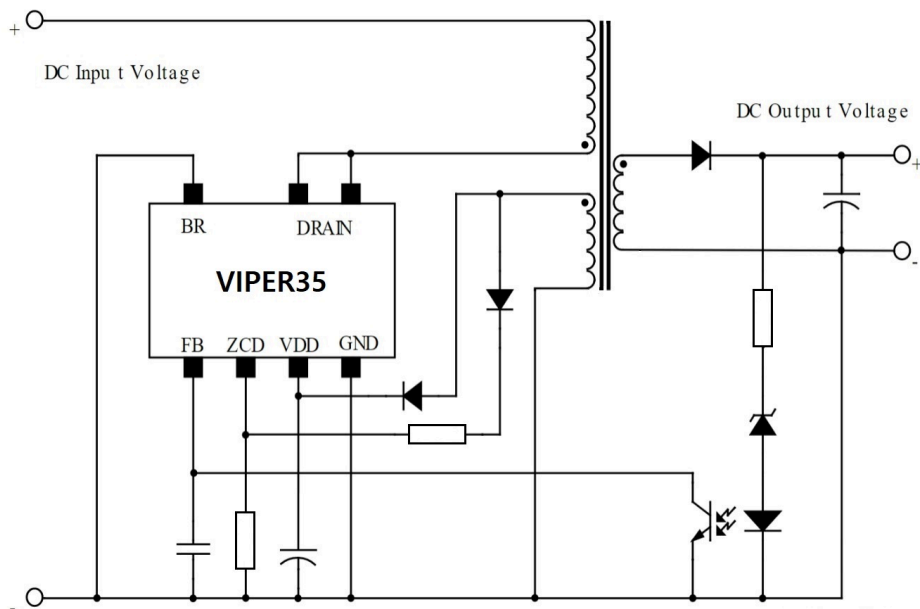 +
DC Input Voltage
DC Output Voltage
+
BR
DRAIN
VIPER35
-
FB
ZCD
VDD
GND
-